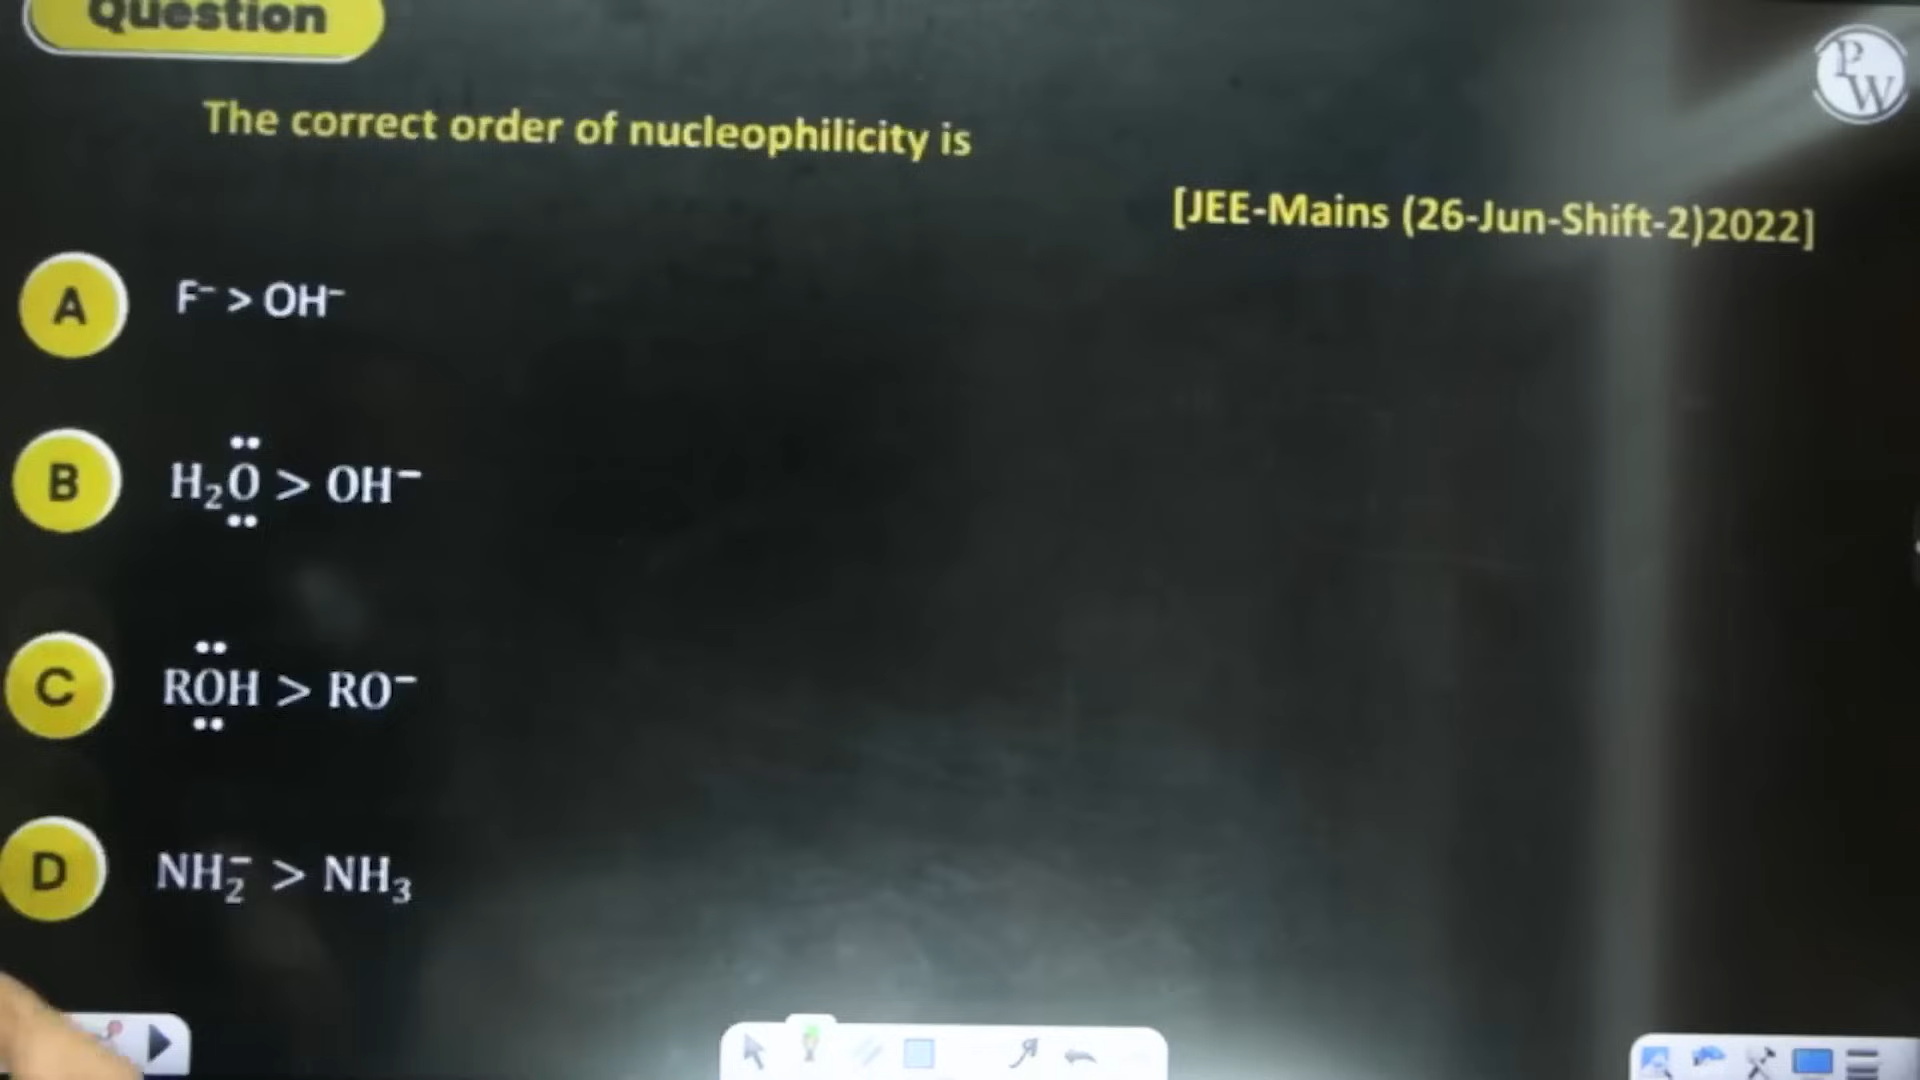 Question
PW
The correct order of nucleophilicity is
[JEE-Mains (26-Jun-Shift-2)2022]
A F⁻ > OH⁻
B H₂Ö > OH⁻
C RÖH > RO⁻
D NH₂⁻ > NH₃